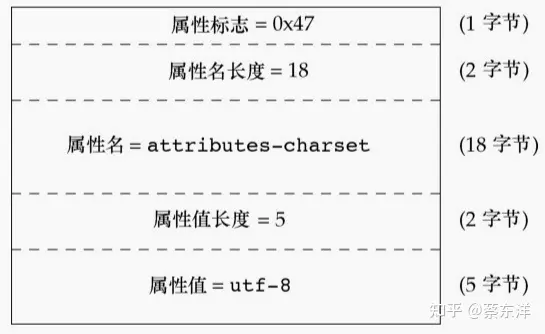 属性标志 = 0x47 (1 字节)
属性名长度 = 18 (2 字节)
属性名 = attributes-charset (18 字节)
属性值长度 = 5 (2 字节)
属性值 = utf-8 (5 字节)
知乎 @蔡东洋